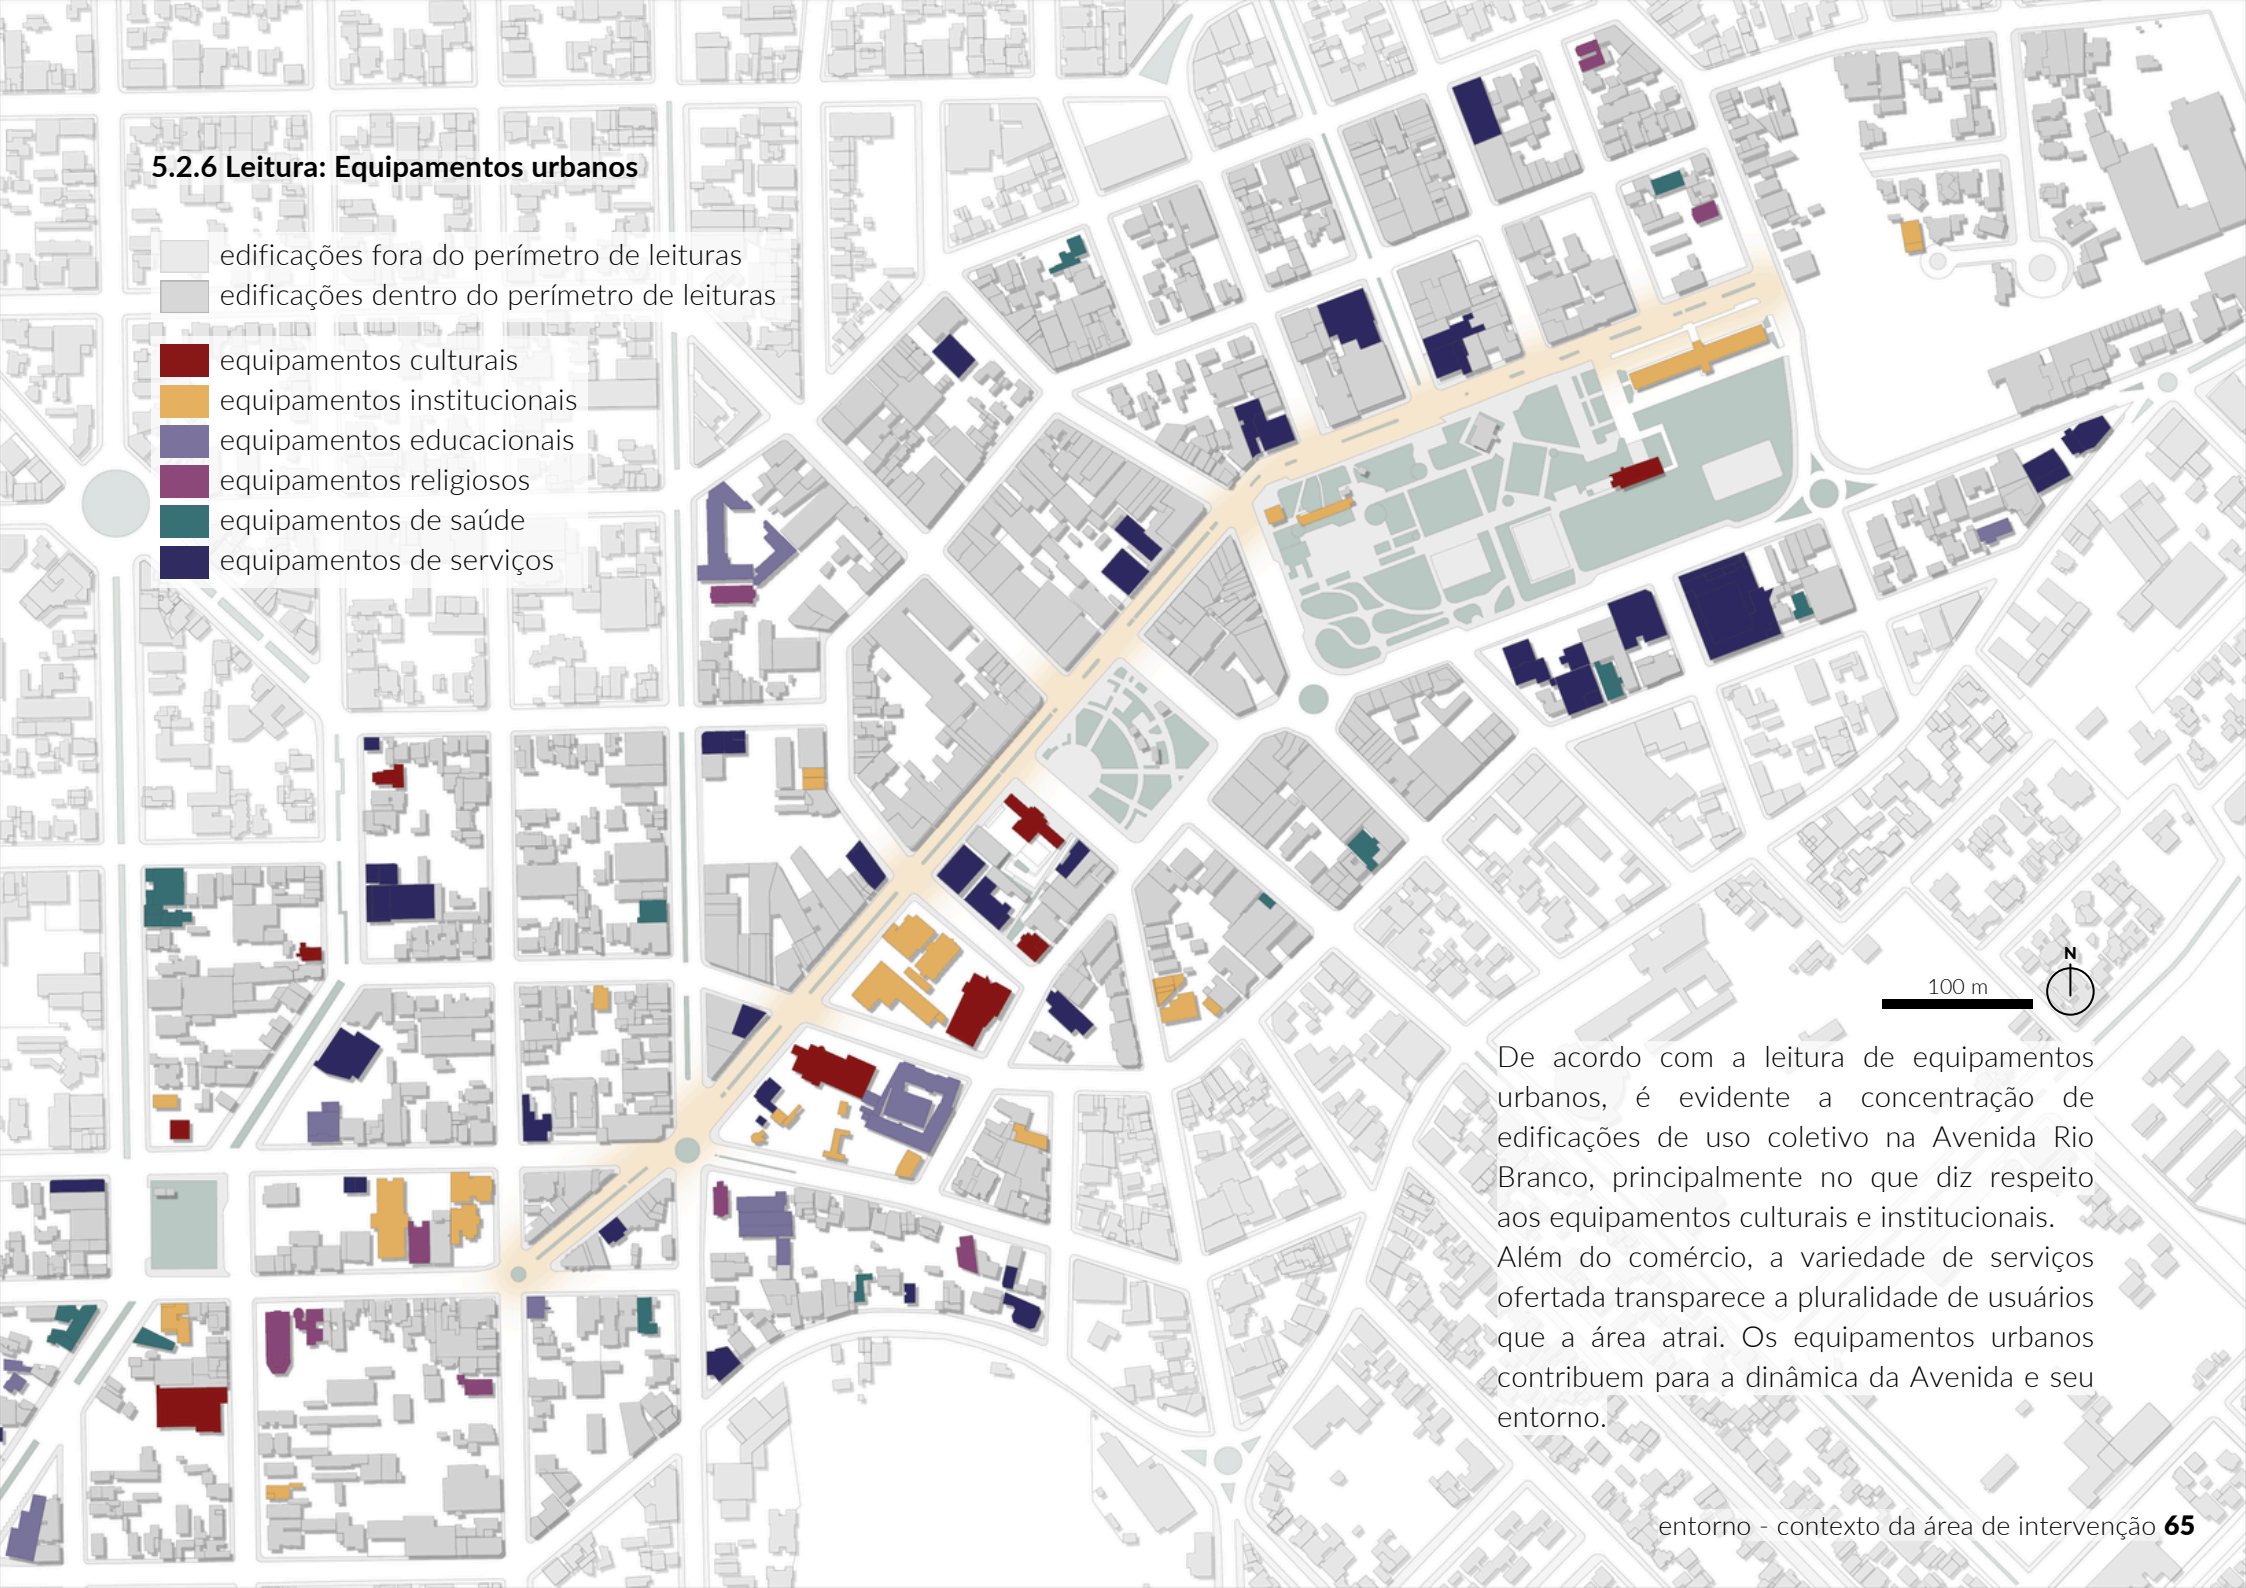 5.2.6 Leitura: Equipamentos urbanos
edificações fora do perímetro de leituras
edificações dentro do perímetro de leituras
equipamentos culturais
equipamentos institucionais
equipamentos educacionais
equipamentos religiosos
equipamentos de saúde
equipamentos de serviços
N
100 m
De acordo com a leitura de equipamentos
urbanos, é evidente a concentração de
edificações de uso coletivo na Avenida Rio
Branco, principalmente no que diz respeito
aos equipamentos culturais e institucionais.
Além do comércio, a variedade de serviços
ofertada transparece a pluralidade de usuários
que a área atrai. Os equipamentos urbanos
contribuem para a dinâmica da Avenida e seu
entorno.
entorno - contexto da área de intervenção 65